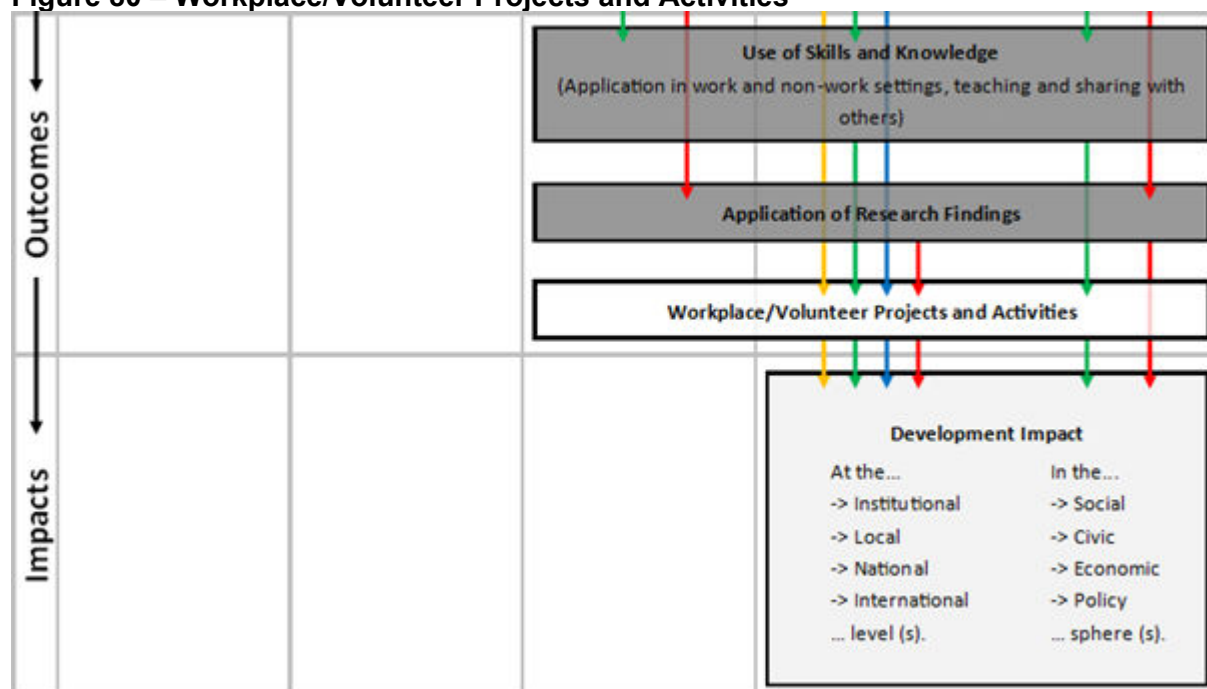 Figure 80 – Workplace/Volunteer Projects and Activities
Outcomes
Use of Skills and Knowledge
(Application in work and non-work settings, teaching and sharing with
others)
Application of Research Findings
Workplace/Volunteer Projects and Activities
Impacts
Development Impact
At the...
-> Institutional
-> Local
-> National
-> International
... level (s).
In the...
-> Social
-> Civic
-> Economic
-> Policy
... sphere (s).